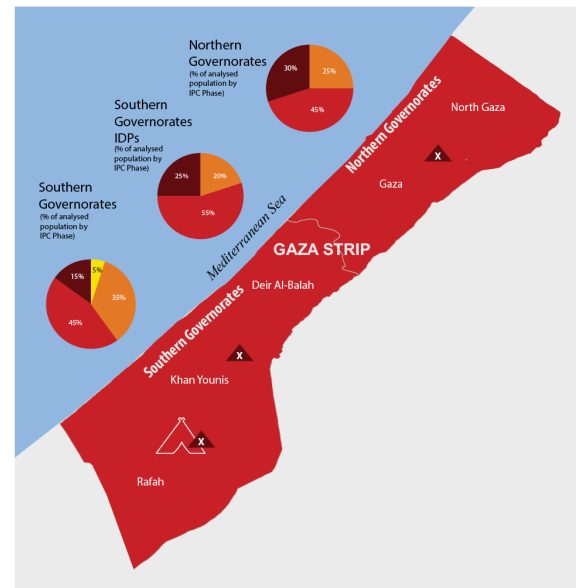 Northern
Governorates
(% of analysed
population by
IPC Phase)
30%
25%
45%
Southern
Governorates
IDPs
(% of analysed
population by
IPC Phase)
25%
20%
55%
Southern
Governorates
(% of analysed
population by
IPC Phase)
15%
5%
35%
45%
Mediterranean Sea
Northern Governorates
North Gaza
X
Gaza
GAZA STRIP
Deir Al-Balah
Southern Governorates
X
Khan Younis
X
Rafah